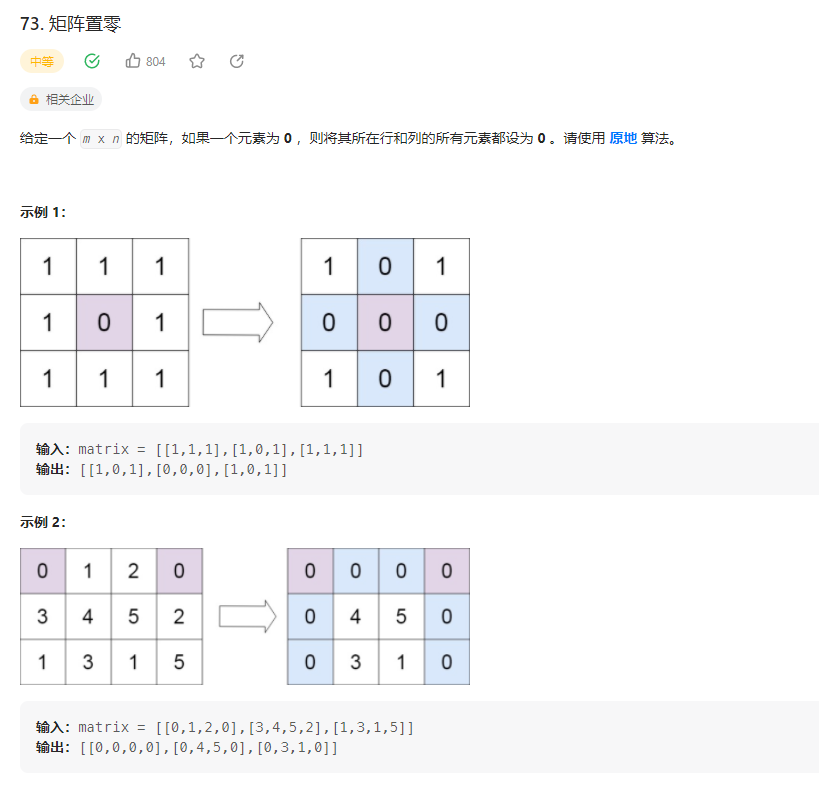 73. 矩阵置零
中等 804
相关企业
给定一个 m x n 的矩阵，如果一个元素为 0 ，则将其所在行和列的所有元素都设为 0 。请使用 原地 算法。
示例 1：
1 1 1 1 0 1
1 0 1 0 0 0
1 1 1 1 0 1
输入：matrix = [[1,1,1],[1,0,1],[1,1,1]]
输出：[[1,0,1],[0,0,0],[1,0,1]]
示例 2：
0 1 2 0 0 0 0 0
3 4 5 2 0 4 5 0
1 3 1 5 0 3 1 0
输入：matrix = [[0,1,2,0],[3,4,5,2],[1,3,1,5]]
输出：[[0,0,0,0],[0,4,5,0],[0,3,1,0]]